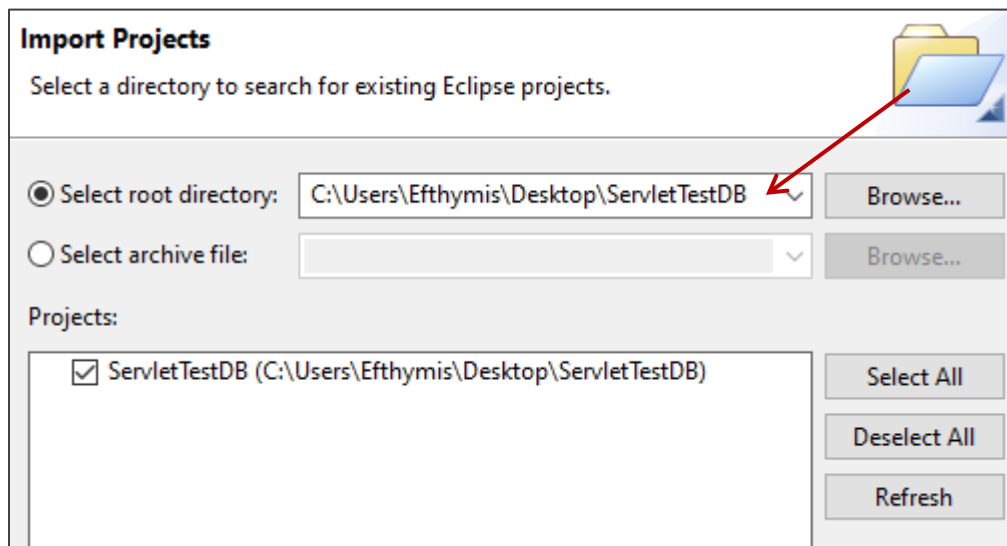 Import Projects
Select a directory to search for existing Eclipse projects.
Select root directory: C:\Users\Efthymis\Desktop\ServletTestDB Browse...
Select archive file: Browse...
Projects:
ServletTestDB (C:\Users\Efthymis\Desktop\ServletTestDB)
Select All
Deselect All
Refresh